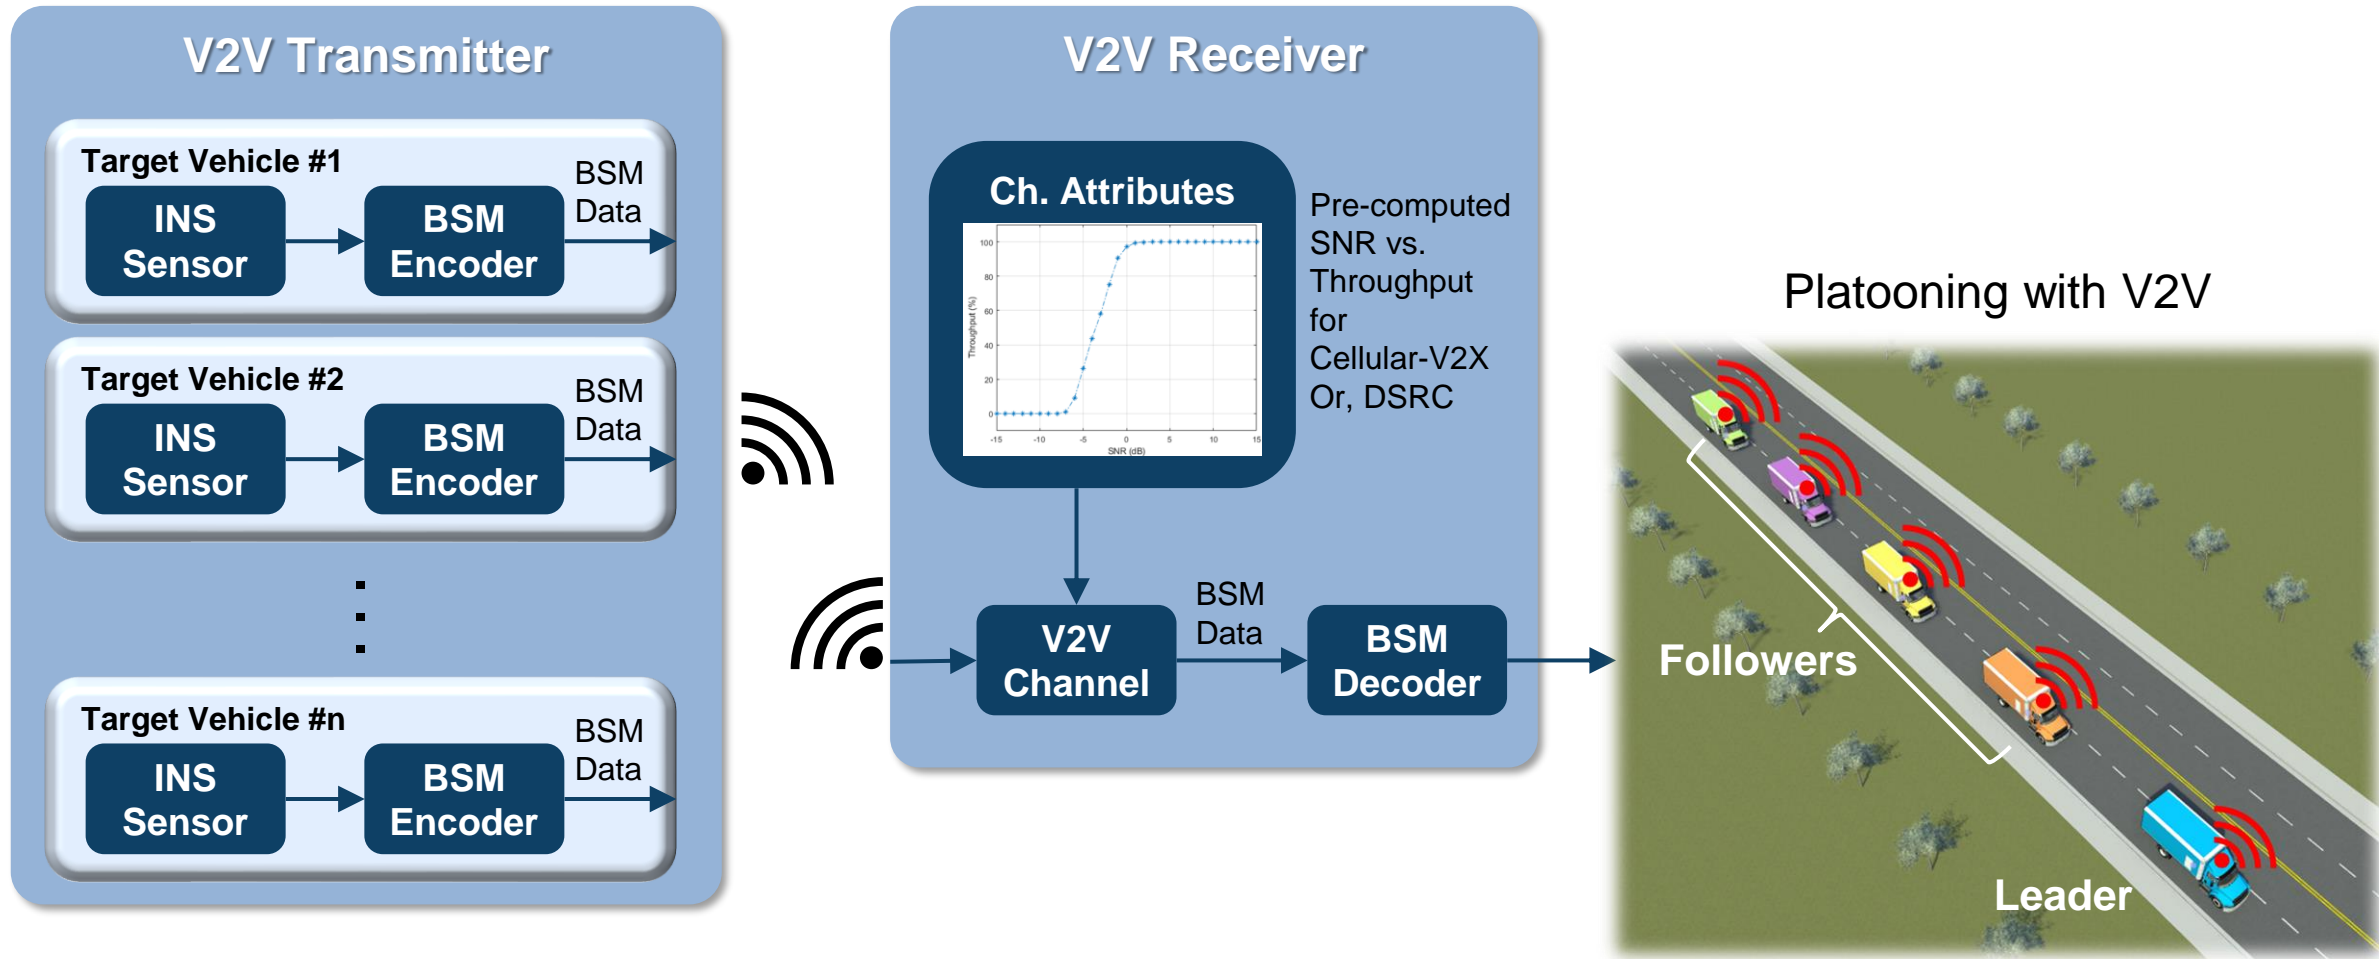 V2V Transmitter
Target Vehicle #1
INS
Sensor
BSM
Encoder
BSM
Data
Target Vehicle #2
INS
Sensor
BSM
Encoder
BSM
Data
Target Vehicle #n
INS
Sensor
BSM
Encoder
BSM
Data
V2V Receiver
Ch. Attributes
Throughput (%)
100
80
60
40
20
0
-15 -10 -5 0 5 10 15
SNR (dB)
Pre-computed
SNR vs.
Throughput
for
Cellular-V2X
Or, DSRC
V2V
Channel
BSM
Data
BSM
Decoder
Platooning with V2V
Followers
Leader